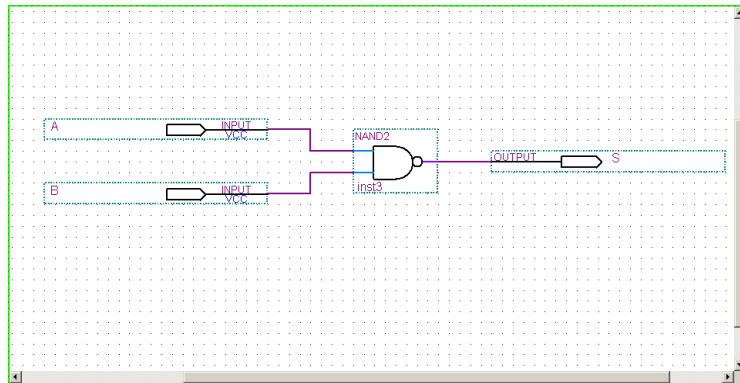 A
INPUT
VCC
NAND2
OUTPUT
S
B
INPUT
VCC
inst3